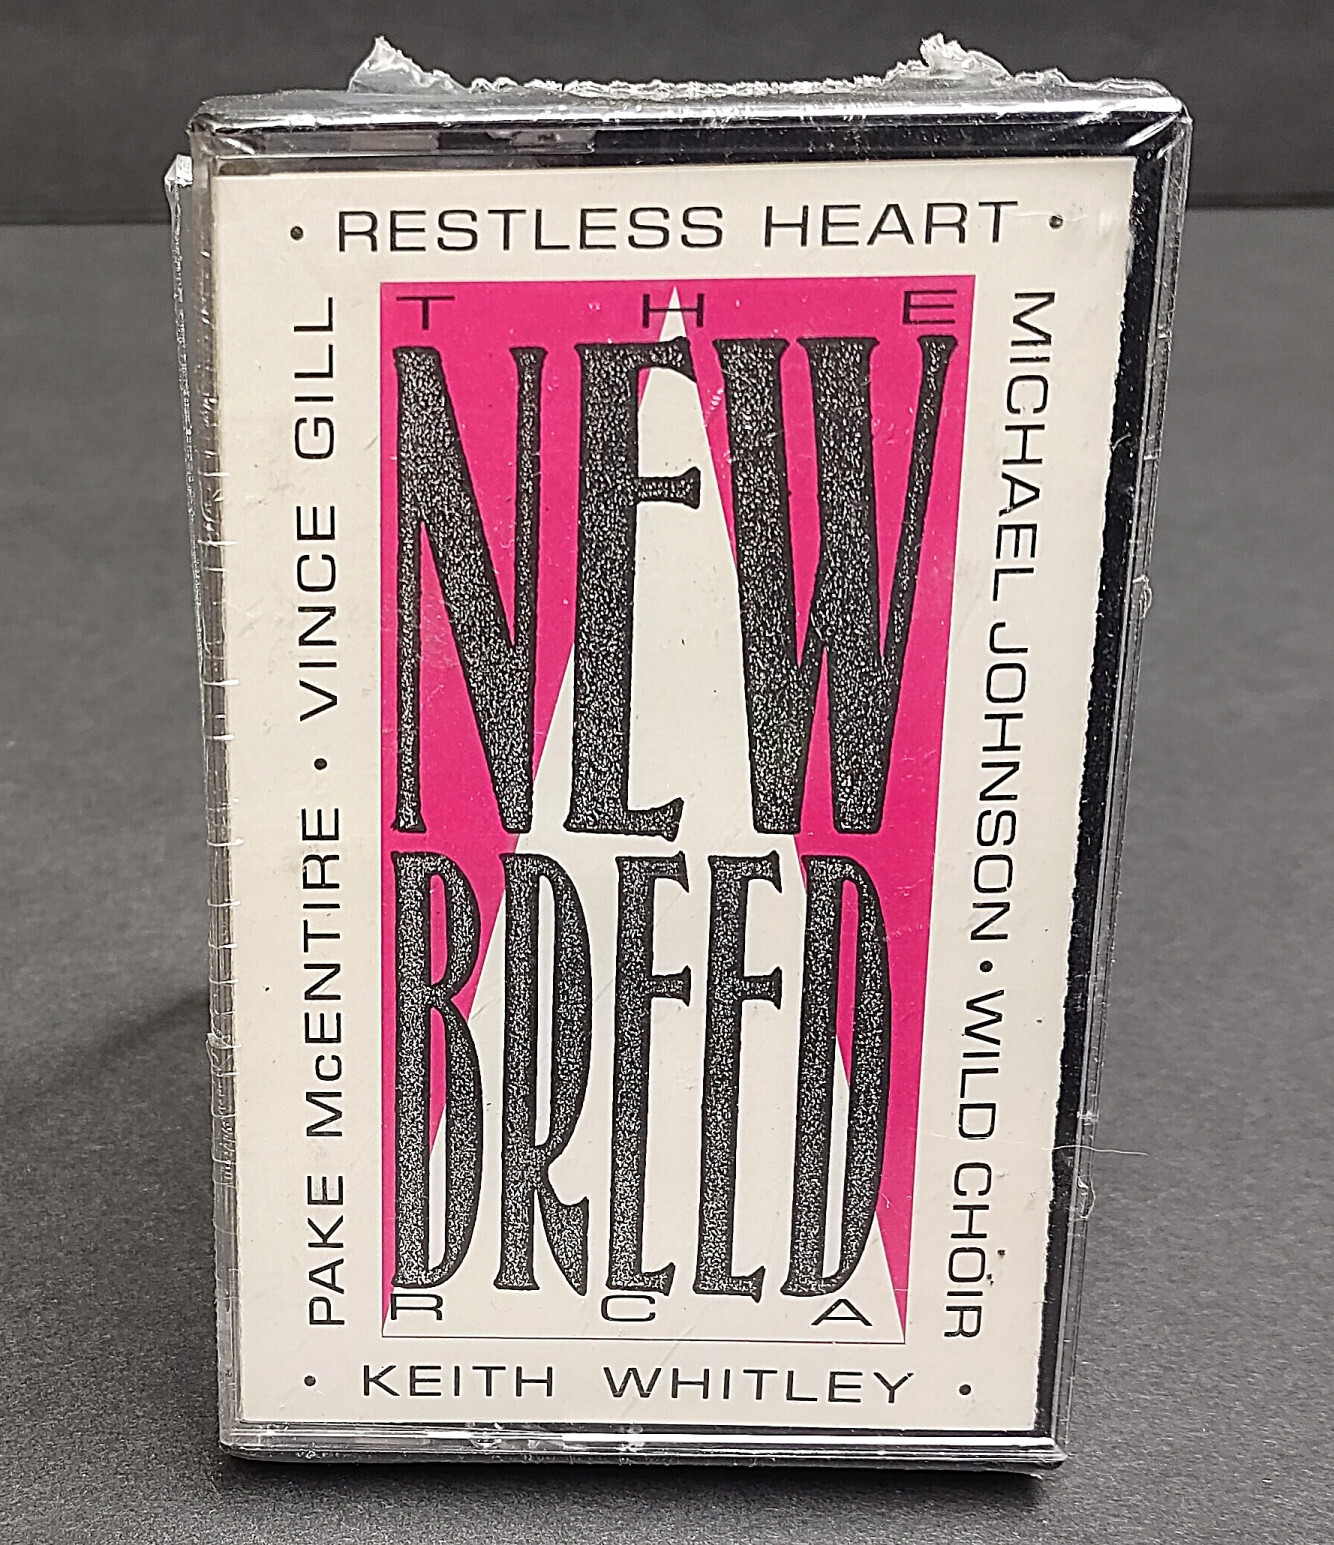 • RESTLESS HEART •
THE
NEW
BREED
RCA
MICHAEL JOHNSON • WILD CHOIR
• KEITH WHITLEY •
PAKE McENTIRE • VINCE GILL